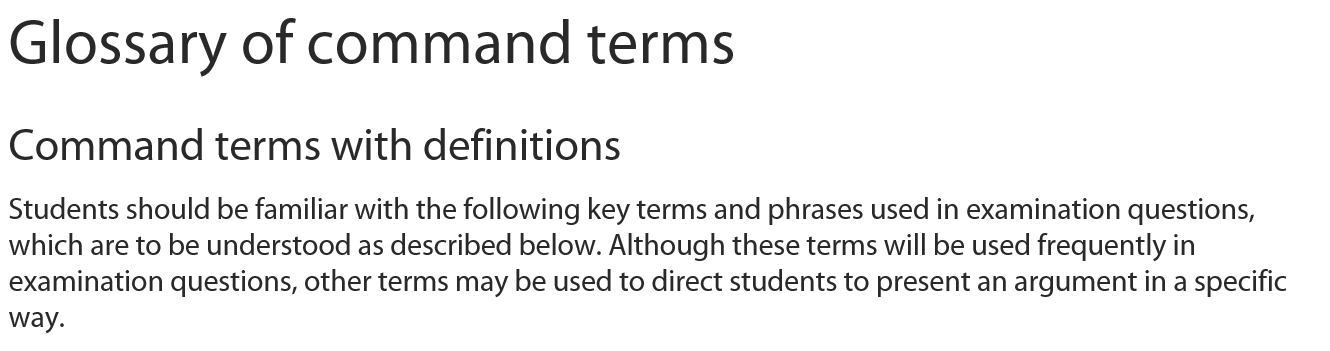 Glossary of command terms
Command terms with definitions
Students should be familiar with the following key terms and phrases used in examination questions,
which are to be understood as described below. Although these terms will be used frequently in
examination questions, other terms may be used to direct students to present an argument in a specific
way.